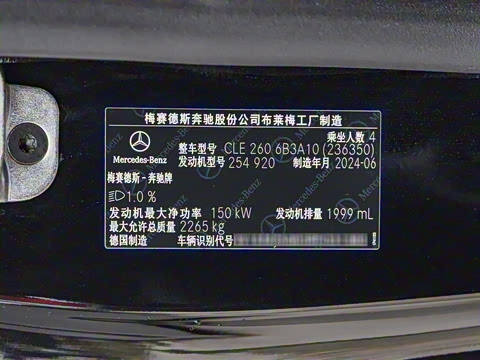 梅赛德斯奔驰股份公司布莱梅工厂制造
乘坐人数 4
整车型号 CLE 260 6B3A10 (236350)
Mercedes-Benz
发动机型号 254 920 制造年月 2024-06
梅赛德斯-奔驰牌
1.0 %
发动机最大净功率 150 kW 发动机排量 1999 mL
最大允许总质量 2265 kg
德国制造 车辆识别代号